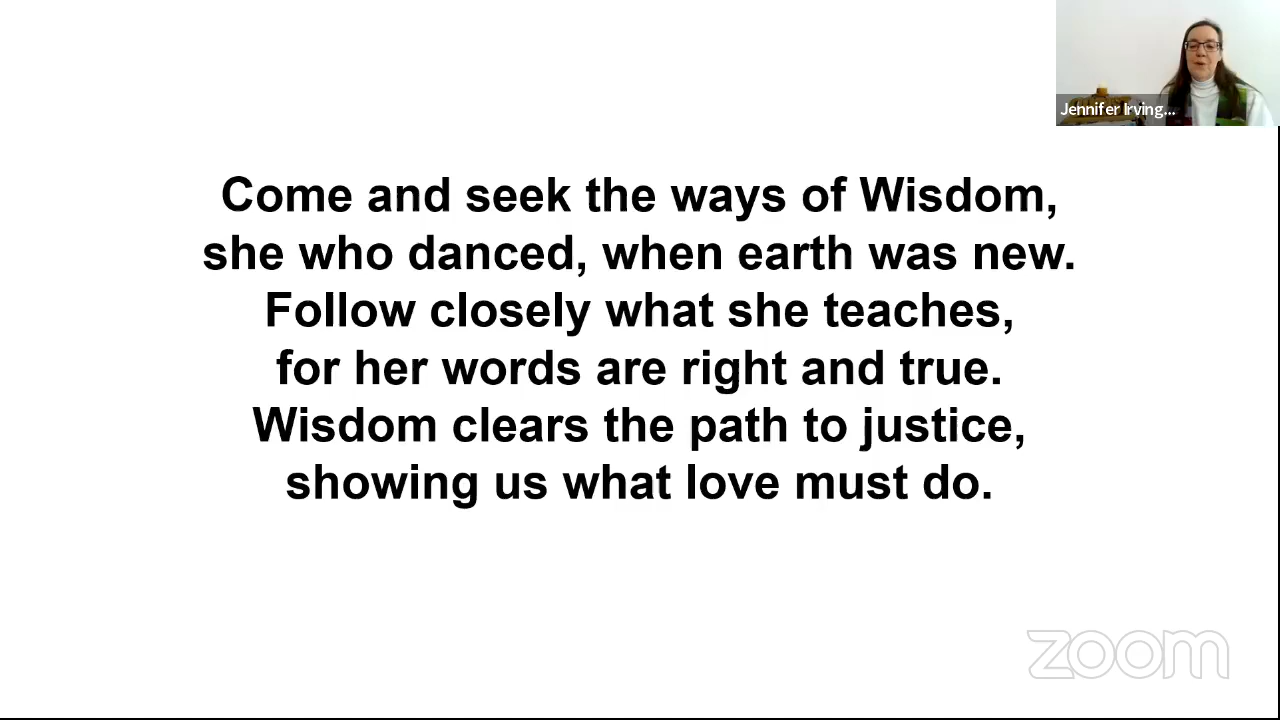 Jennifer Irving...
Come and seek the ways of Wisdom,
she who danced, when earth was new.
Follow closely what she teaches,
for her words are right and true.
Wisdom clears the path to justice,
showing us what love must do.
zoom